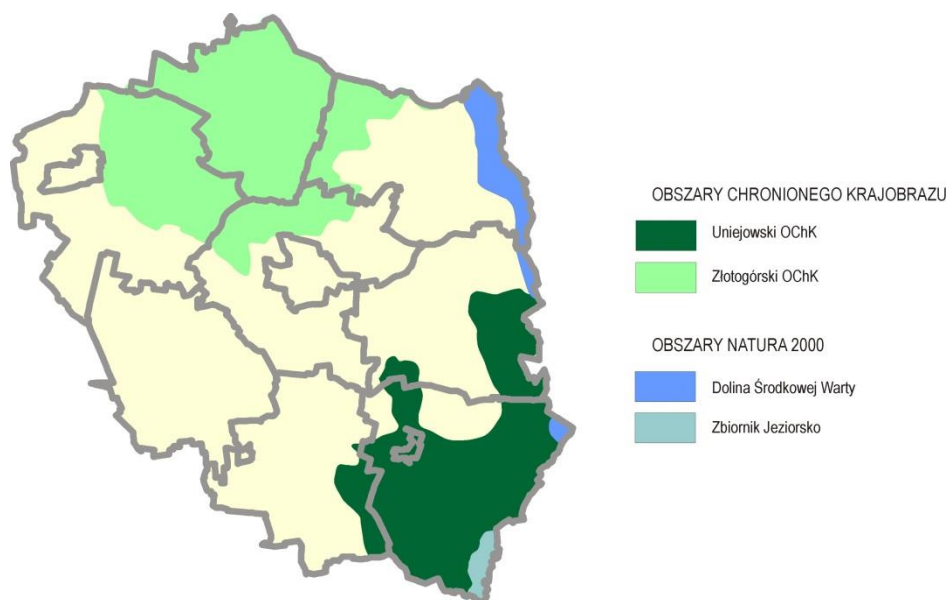 OBSZARY CHRONIONEGO KRAJOBRAZU
Uniejowski OChK
Złotogórski OChK
OBSZARY NATURA 2000
Dolina Środkowej Warty
Zbiornik Jeziorsko